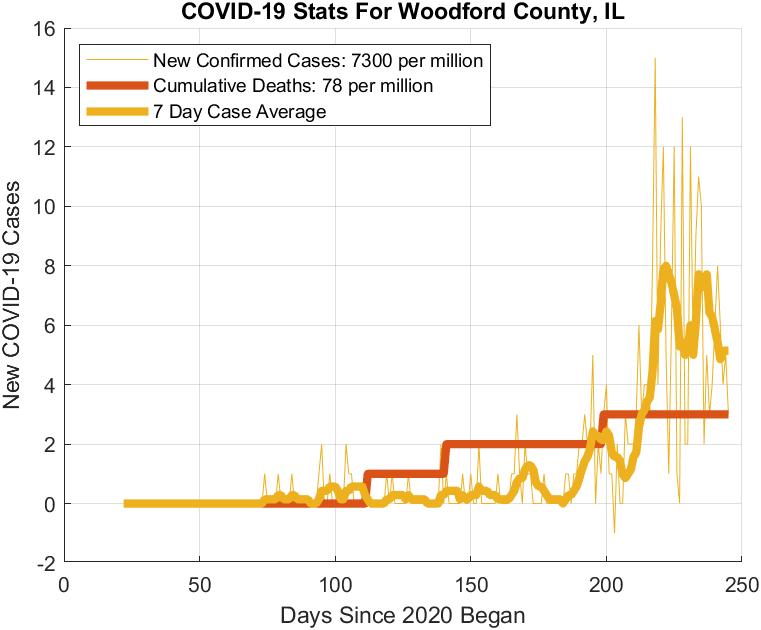 COVID-19 Stats For Woodford County, IL
New Confirmed Cases: 7300 per million
Cumulative Deaths: 78 per million
7 Day Case Average
New COVID-19 Cases
16
14
12
10
8
6
4
2
0
-2
0 50 100 150 200 250
Days Since 2020 Began